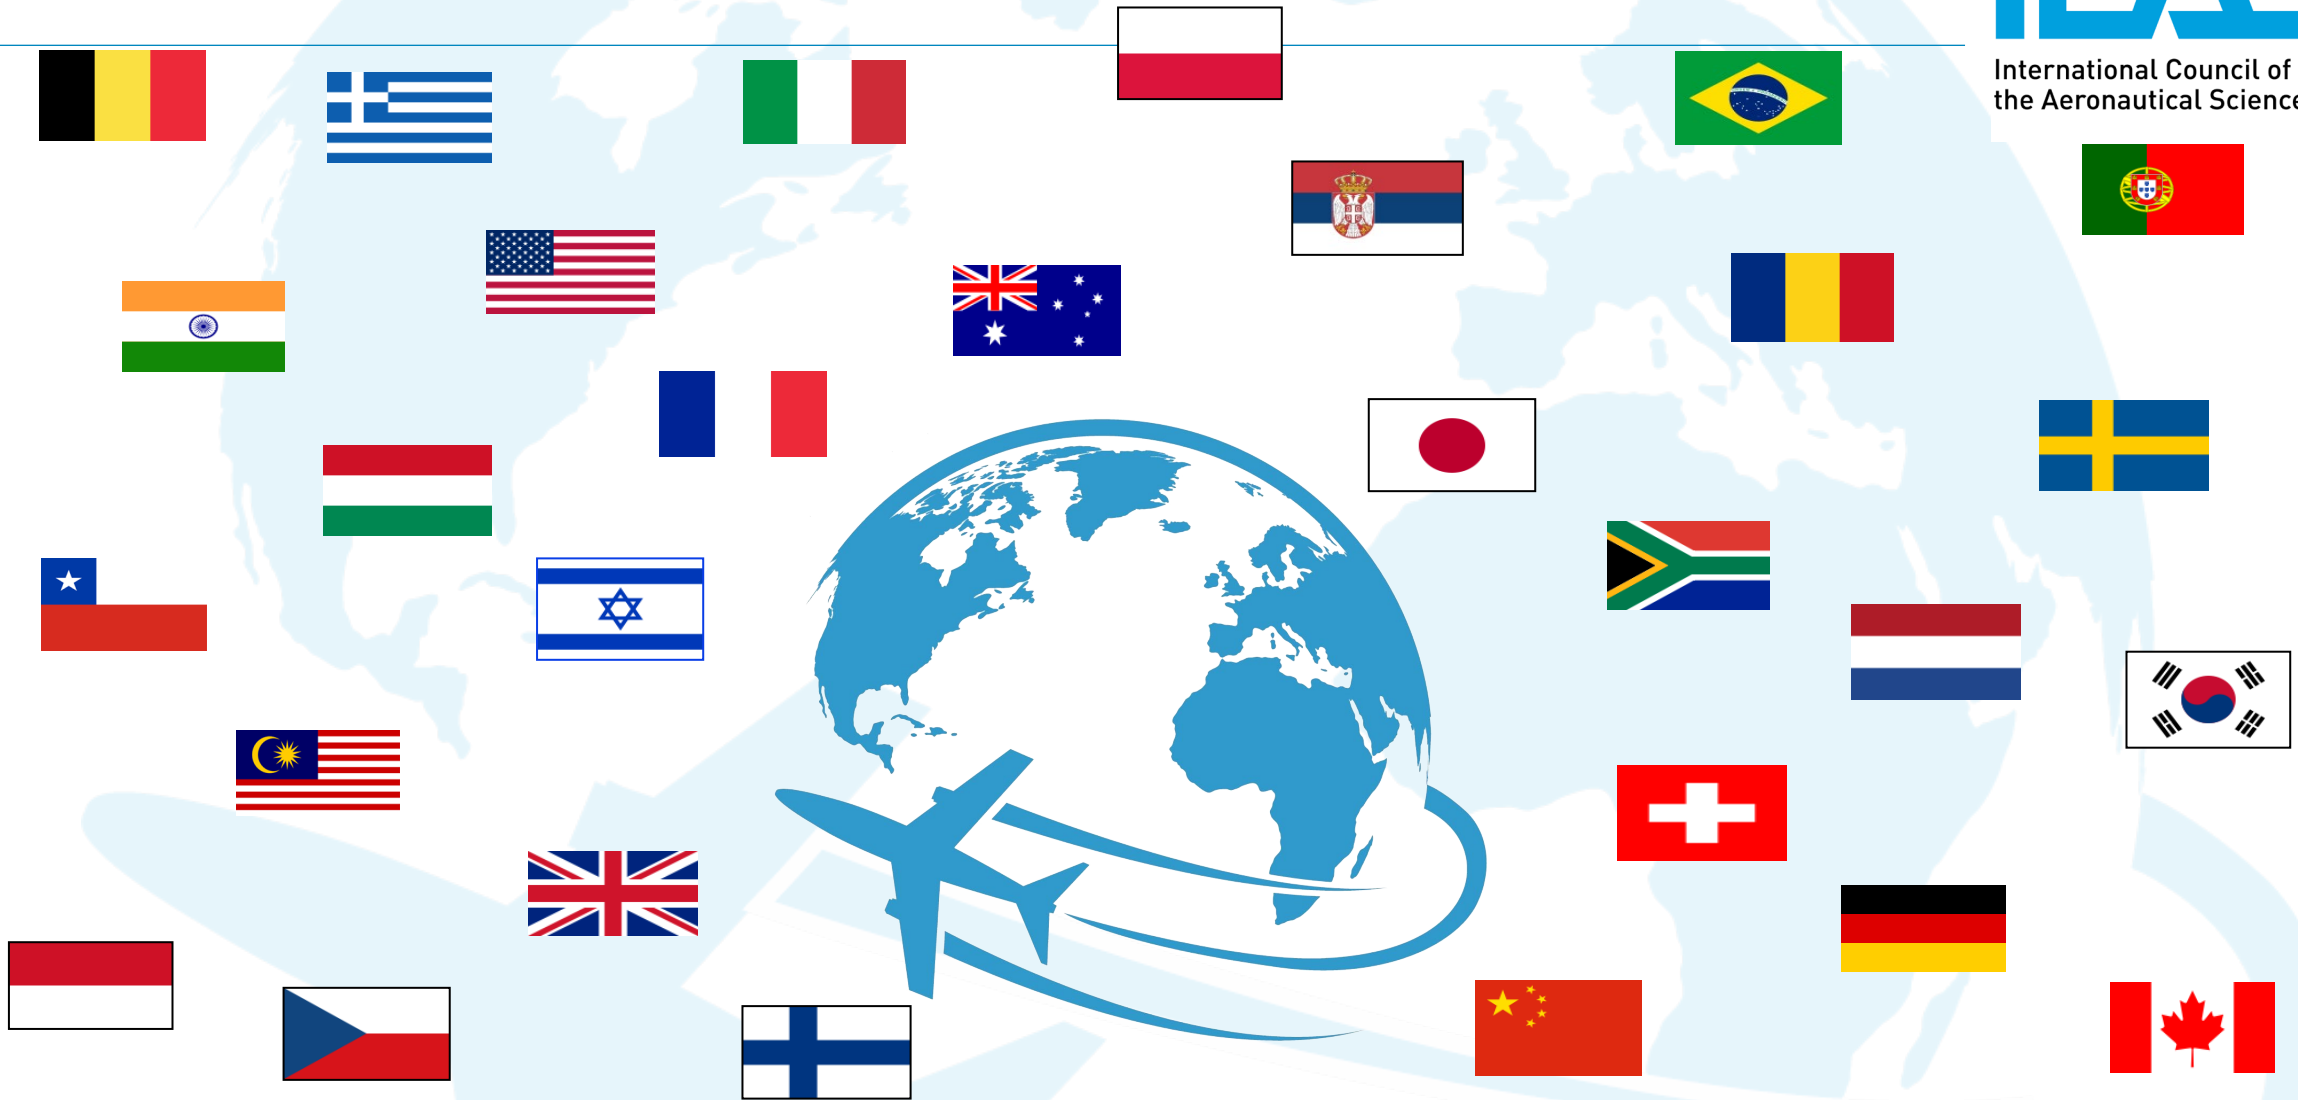 International Council of
the Aeronautical Science